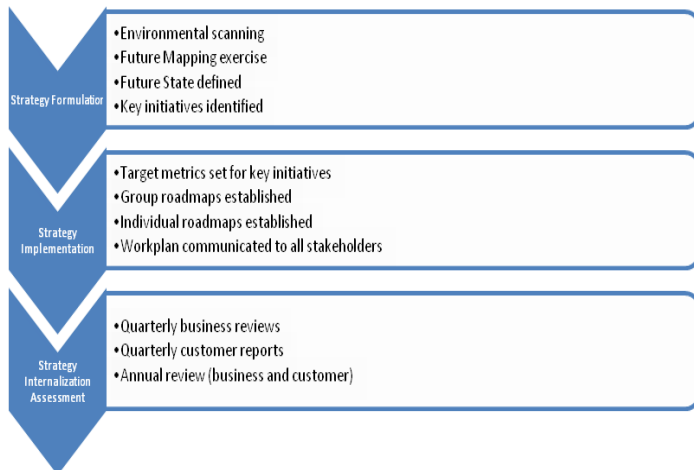 Strategy Formulation
•Environmental scanning
•Future Mapping exercise
•Future State defined
•Key initiatives identified
Strategy
Implementation
•Target metrics set for key initiatives
•Group roadmaps established
•Individual roadmaps established
•Workplan communicated to all stakeholders
Strategy
Internalization
Assessment
•Quarterly business reviews
•Quarterly customer reports
•Annual review (business and customer)